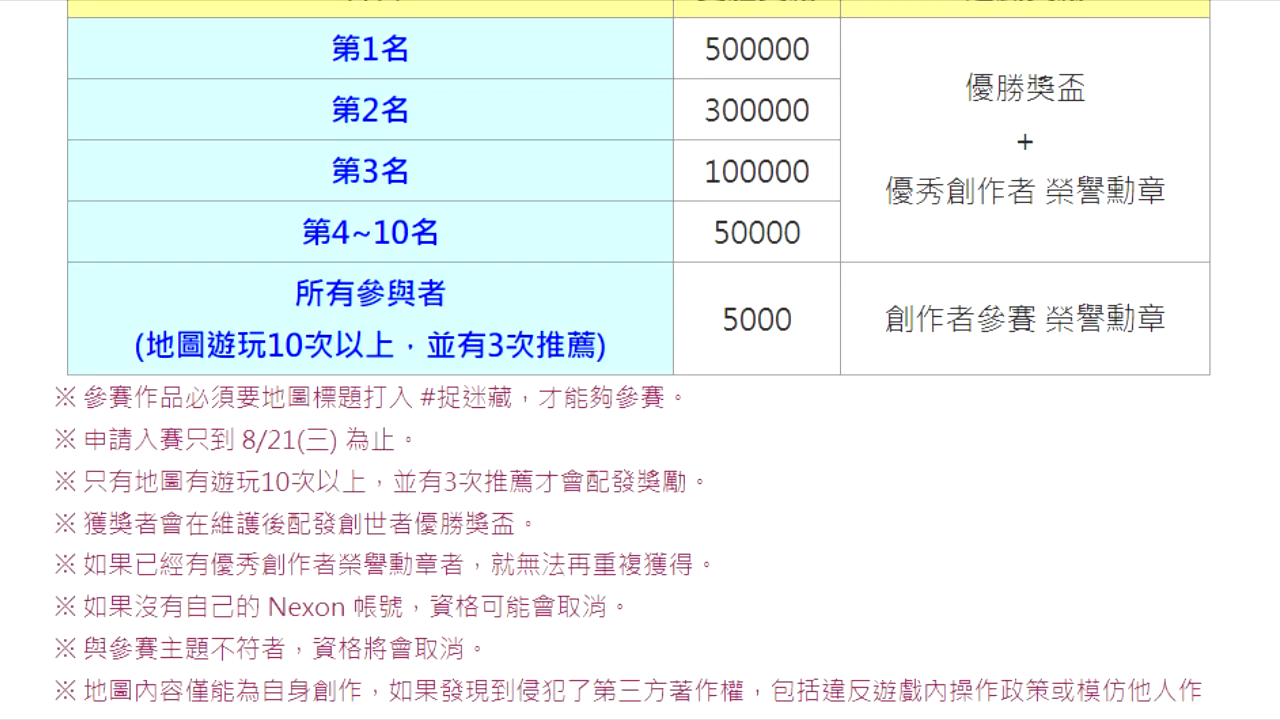 第1名 500000
第2名 300000
第3名 100000
第4~10名 50000
優勝獎盃
+
優秀創作者 榮譽勳章
所有參與者
(地圖遊玩10次以上，並有3次推薦)
5000
創作者參賽 榮譽勳章
※ 參賽作品必須要地圖標題打入 #捉迷藏，才能夠參賽。
※ 申請入賽只到 8/21(三) 為止。
※ 只有地圖有遊玩10次以上，並有3次推薦才會配發獎勵。
※ 獲獎者會在維護後配發創世者優勝獎盃。
※ 如果已經有優秀創作者榮譽勳章者，就無法再重複獲得。
※ 如果沒有自己的 Nexon 帳號，資格可能會取消。
※ 與參賽主題不符者，資格將會取消。
※ 地圖內容僅能為自身創作，如果發現到侵犯了第三方著作權，包括違反遊戲內操作政策或模仿他人作